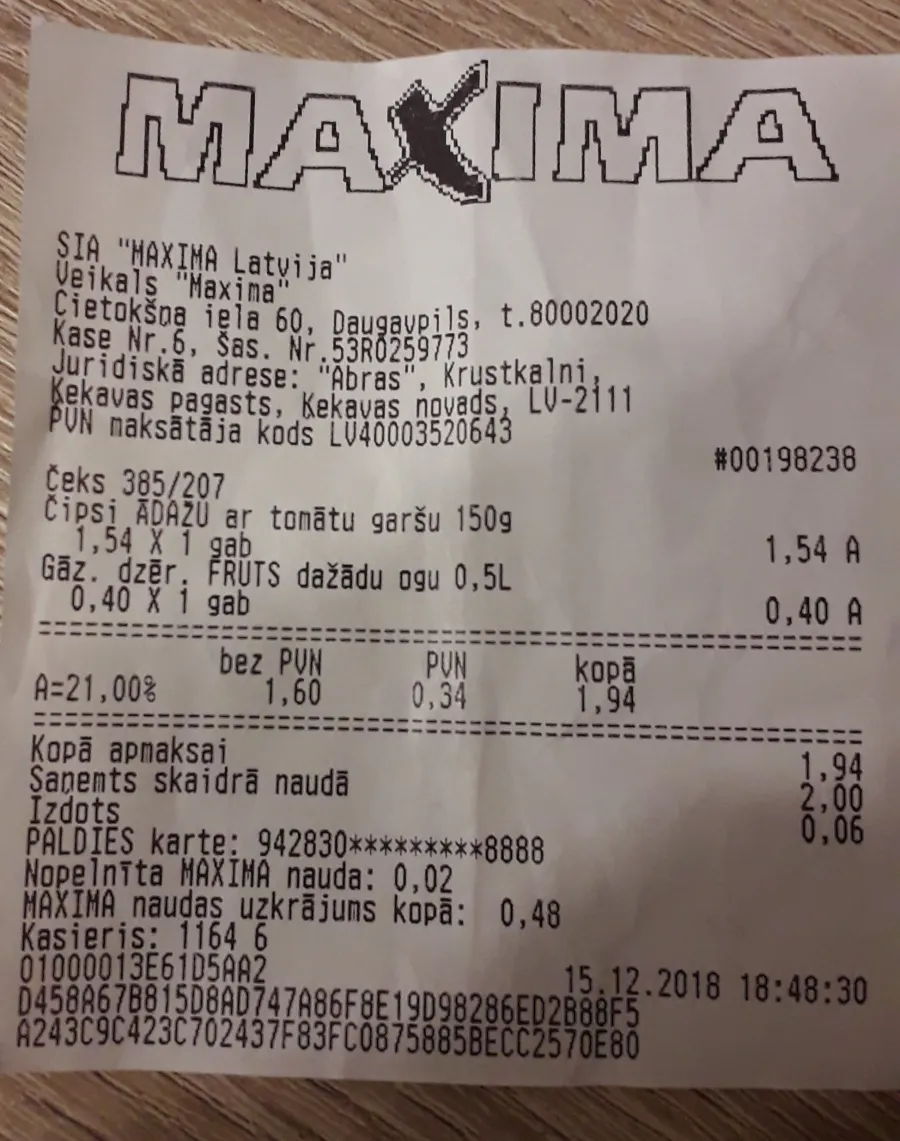 MAXIMA
SIA "MAXIMA Latvija"
Veikals "Maxima"
Cietokšņa iela 60, Daugavpils, t.80002020
Kase Nr.6, Šas. Nr.53R0259773
Juridiskā adrese: "Abras", Krustkalni,
Ķekavas pagasts, Ķekavas novads, LV-2111
PVN maksātāja kods LV40003520643
#00198238
Čeks 385/207
Čipsi ĀDAŽU ar tomātu garšu 150g
1,54 X 1 gab 1,54 A
Gāz. dzēr. FRUTS dažādu ogu 0,5L
0,40 X 1 gab 0,40 A
bez PVN PVN kopā
A=21,00% 1,60 0,34 1,94
Kopā apmaksai 1,94
Saņemts skaidrā naudā 2,00
Izdots 0,06
PALDIES karte: 942830*********8888
Nopelnīta MAXIMA nauda: 0,02
MAXIMA naudas uzkrājums kopā: 0,48
Kasieris: 1164 6
01000013E61D5AA2 15.12.2018 18:48:30
D458A67B815D8AD747A86F8E19D98286ED2B88F5
A243C9C423C702437F83FC0875885BECC2570E80